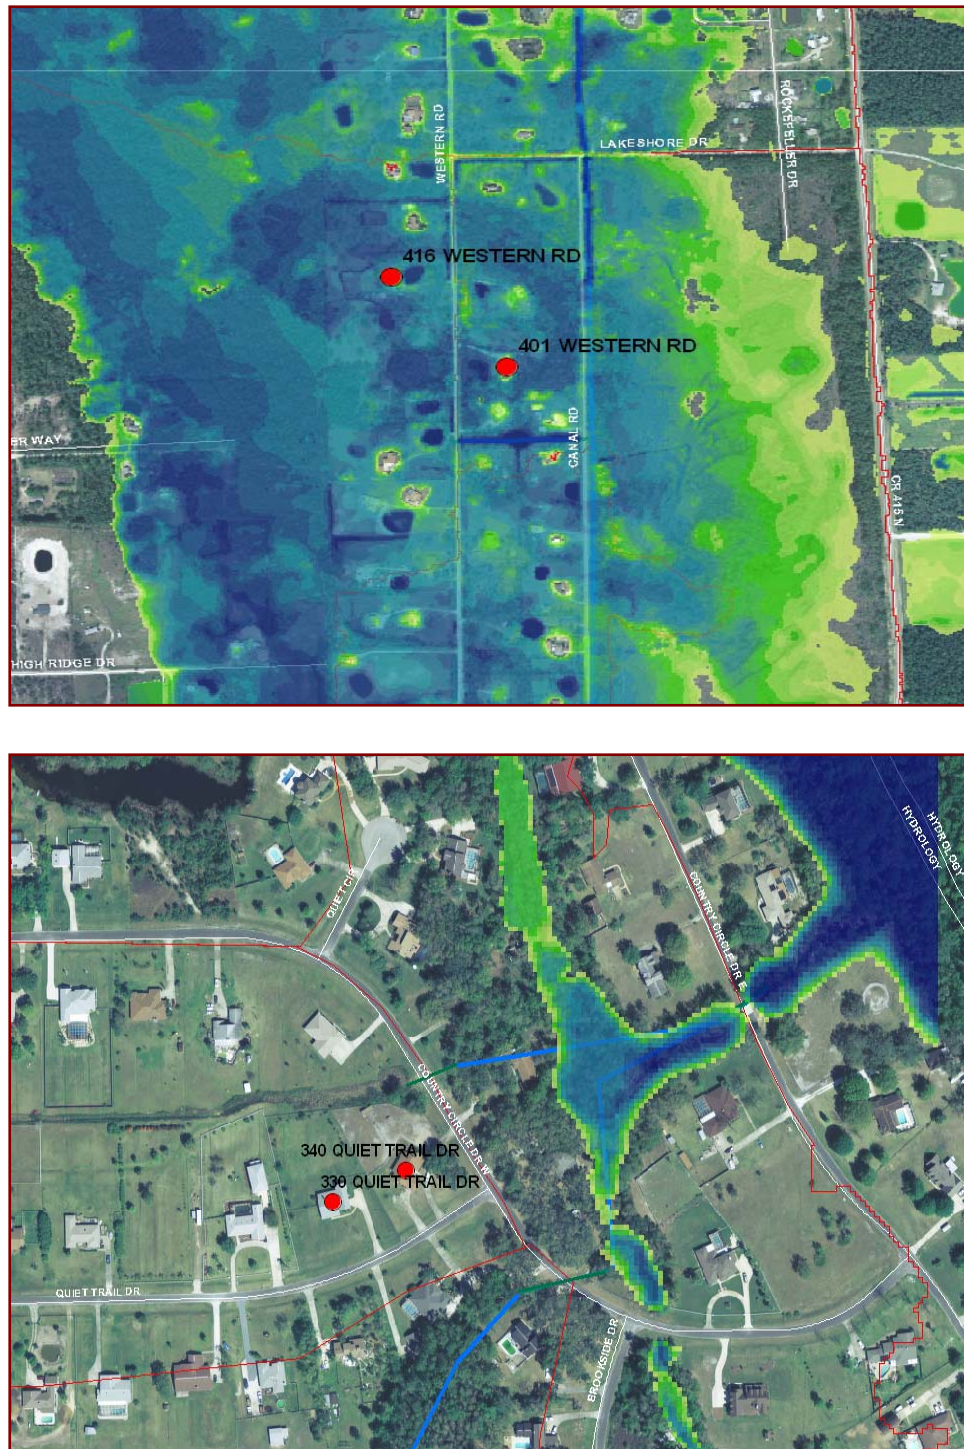 ROCKEFELLER DR
WESTERN RD
LAKESHORE DR
416 WESTERN RD
401 WESTERN RD
CANAL RD
ER WAY
CR 415 N
HIGH RIDGE DR
HYDROLOGY
HYDROLOGY
QUIET CIR
COUNTRY CIRCLE DR E
COUNTRY CIRCLE DR W
340 QUIET TRAIL DR
330 QUIET TRAIL DR
QUIET TRAIL DR
BROOKSIDE DR